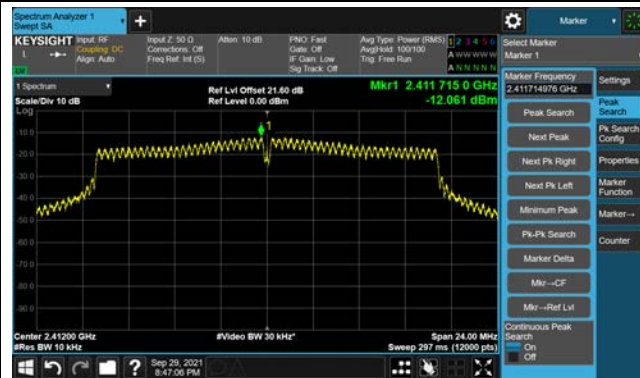 Spectrum Analyzer 1
Swept SA
KEYSIGHT
Input: RF
Coupling: DC
Align: Auto
Input Z: 50 Ω
Corrections: Off
Freq Ref: Int (S)
Atten: 10 dB
PNO: Fast
Gate: Off
IF Gain: Low
Sig Track: Off
Avg Type: Power (RMS)
Avg|Hold: 100/100
Trig: Free Run
1 2 3 4 5 6
A W W W W W
A N N N N N
1 Spectrum
Scale/Div 10 dB
Ref Lvl Offset 21.60 dB
Ref Level 0.00 dBm
Mkr1 2.411 715 0 GHz
-12.061 dBm
Log
1
-10.0
-20.0
-30.0
-40.0
-50.0
-60.0
-70.0
-80.0
-90.0
Center 2.41200 GHz
#Res BW 10 kHz
#Video BW 30 kHz*
Span 24.00 MHz
Sweep 297 ms (12000 pts)
Sep 29, 2021
8:47:06 PM
Marker
Select Marker
Marker 1
Marker Frequency
2.411714976 GHz
Peak Search
Next Peak
Next Pk Right
Next Pk Left
Minimum Peak
Pk-Pk Search
Marker Delta
Mkr→CF
Mkr→Ref Lvl
Continuous Peak
Search
On
Off
Settings
Peak
Search
Pk Search
Config
Properties
Marker
Function
Marker→
Counter